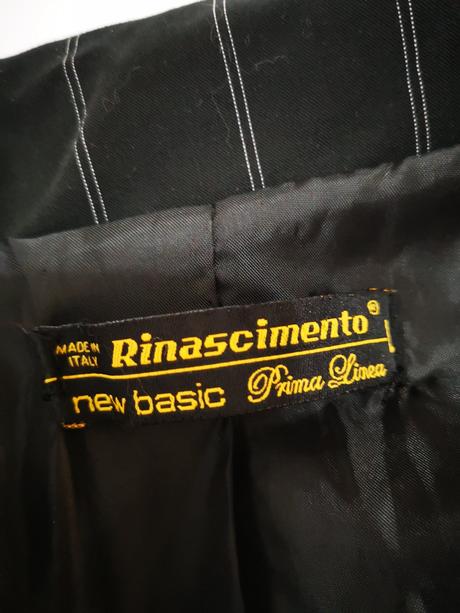 MADE IN
ITALY
Rinascimento®
new basic Prima Linea